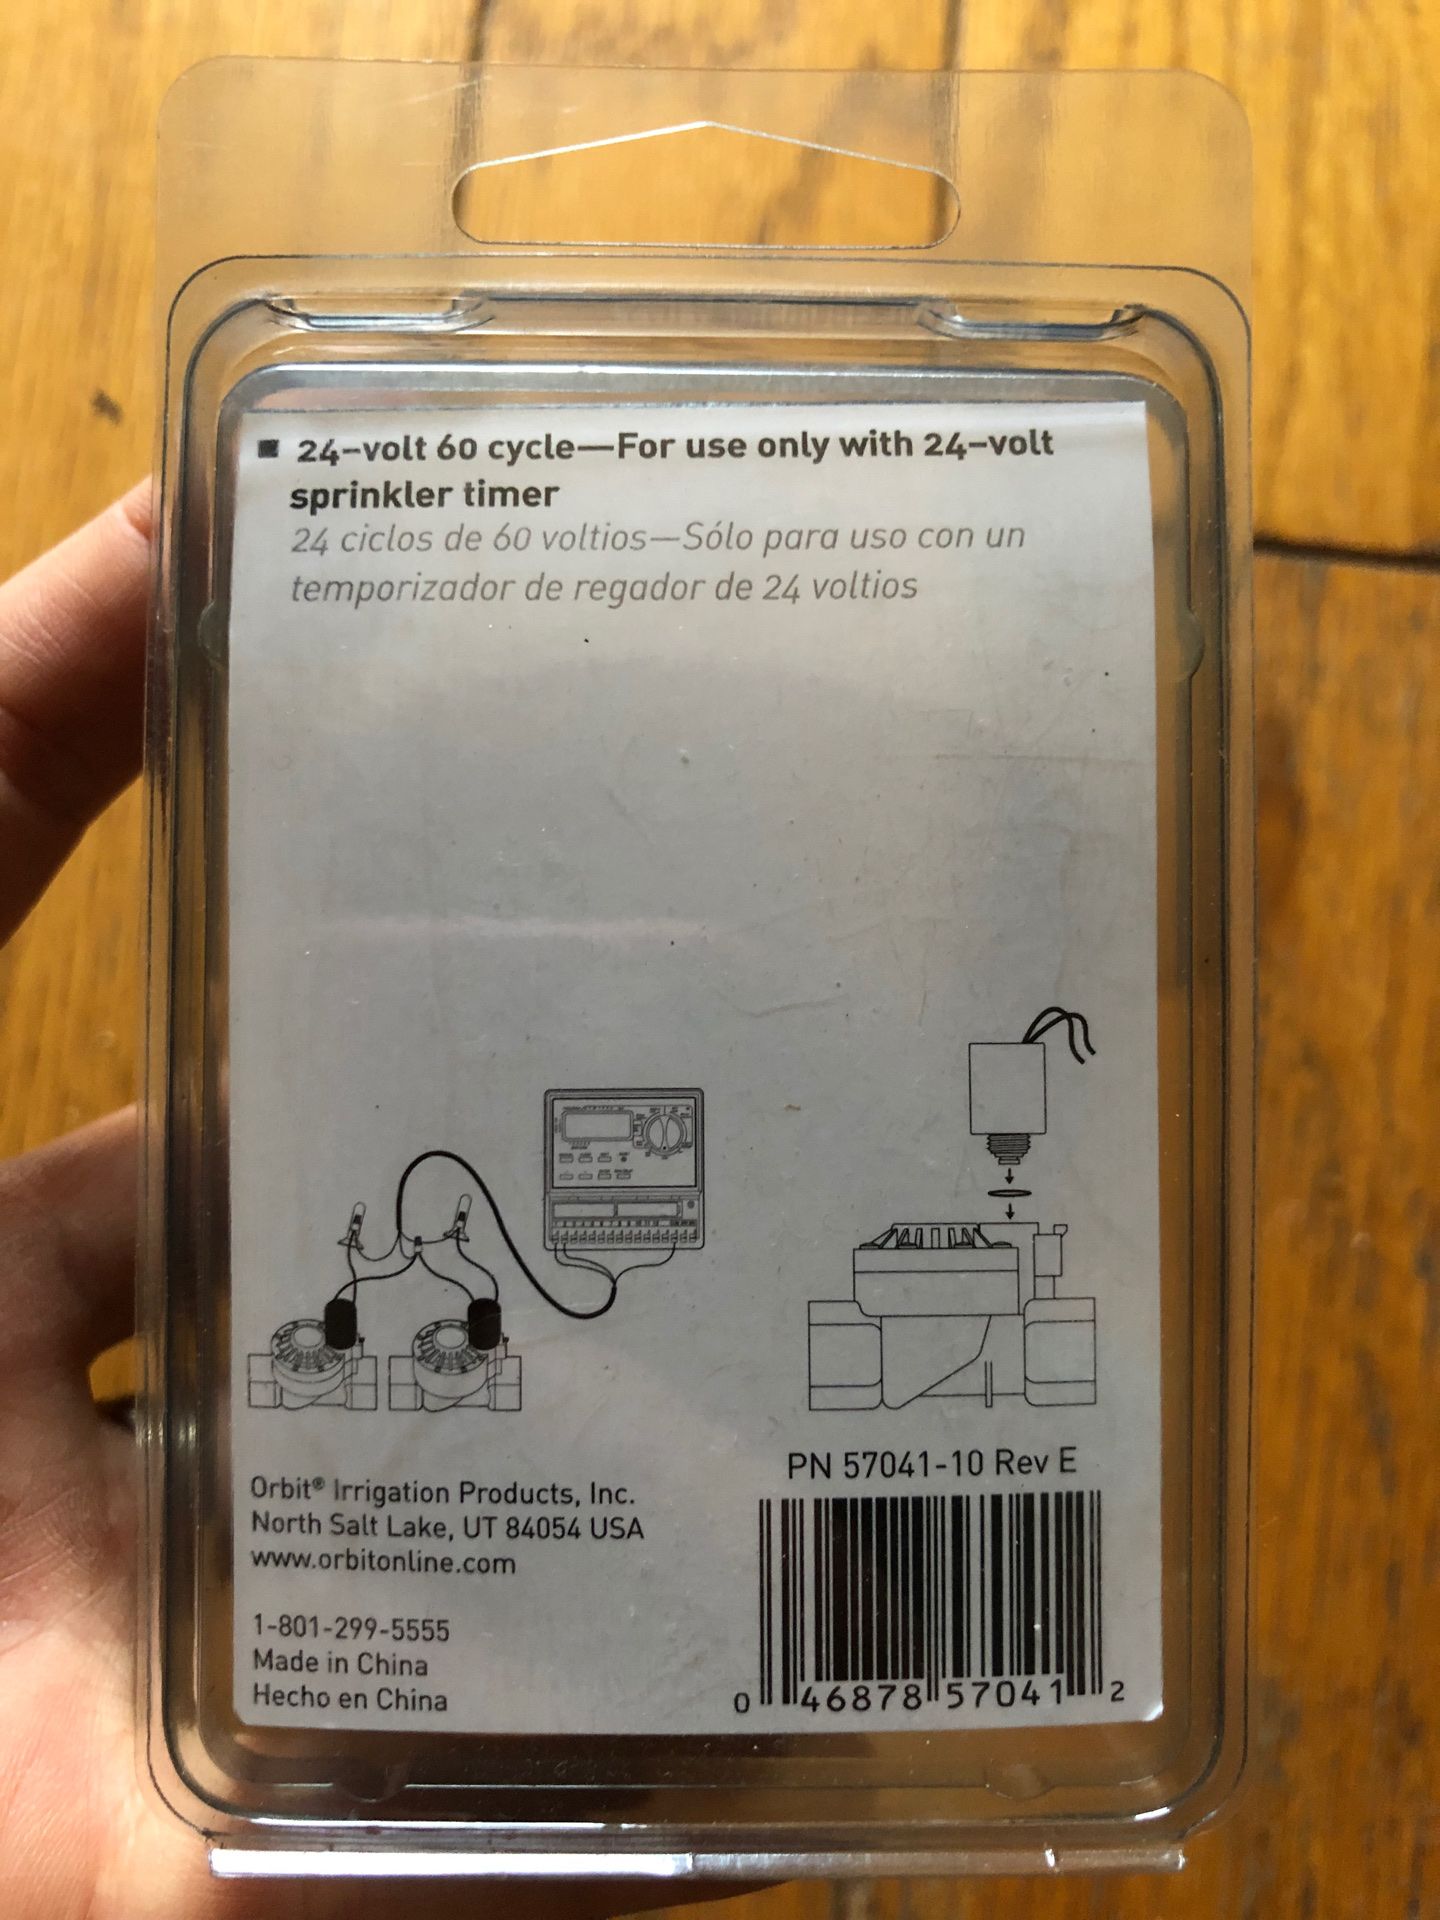 ■ 24–volt 60 cycle—For use only with 24–volt
sprinkler timer
24 ciclos de 60 voltios—Sólo para uso con un
temporizador de regador de 24 voltios
PN 57041-10 Rev E
Orbit® Irrigation Products, Inc.
North Salt Lake, UT 84054 USA
www.orbitonline.com
1-801-299-5555
Made in China
Hecho en China
0 46878 57041 2